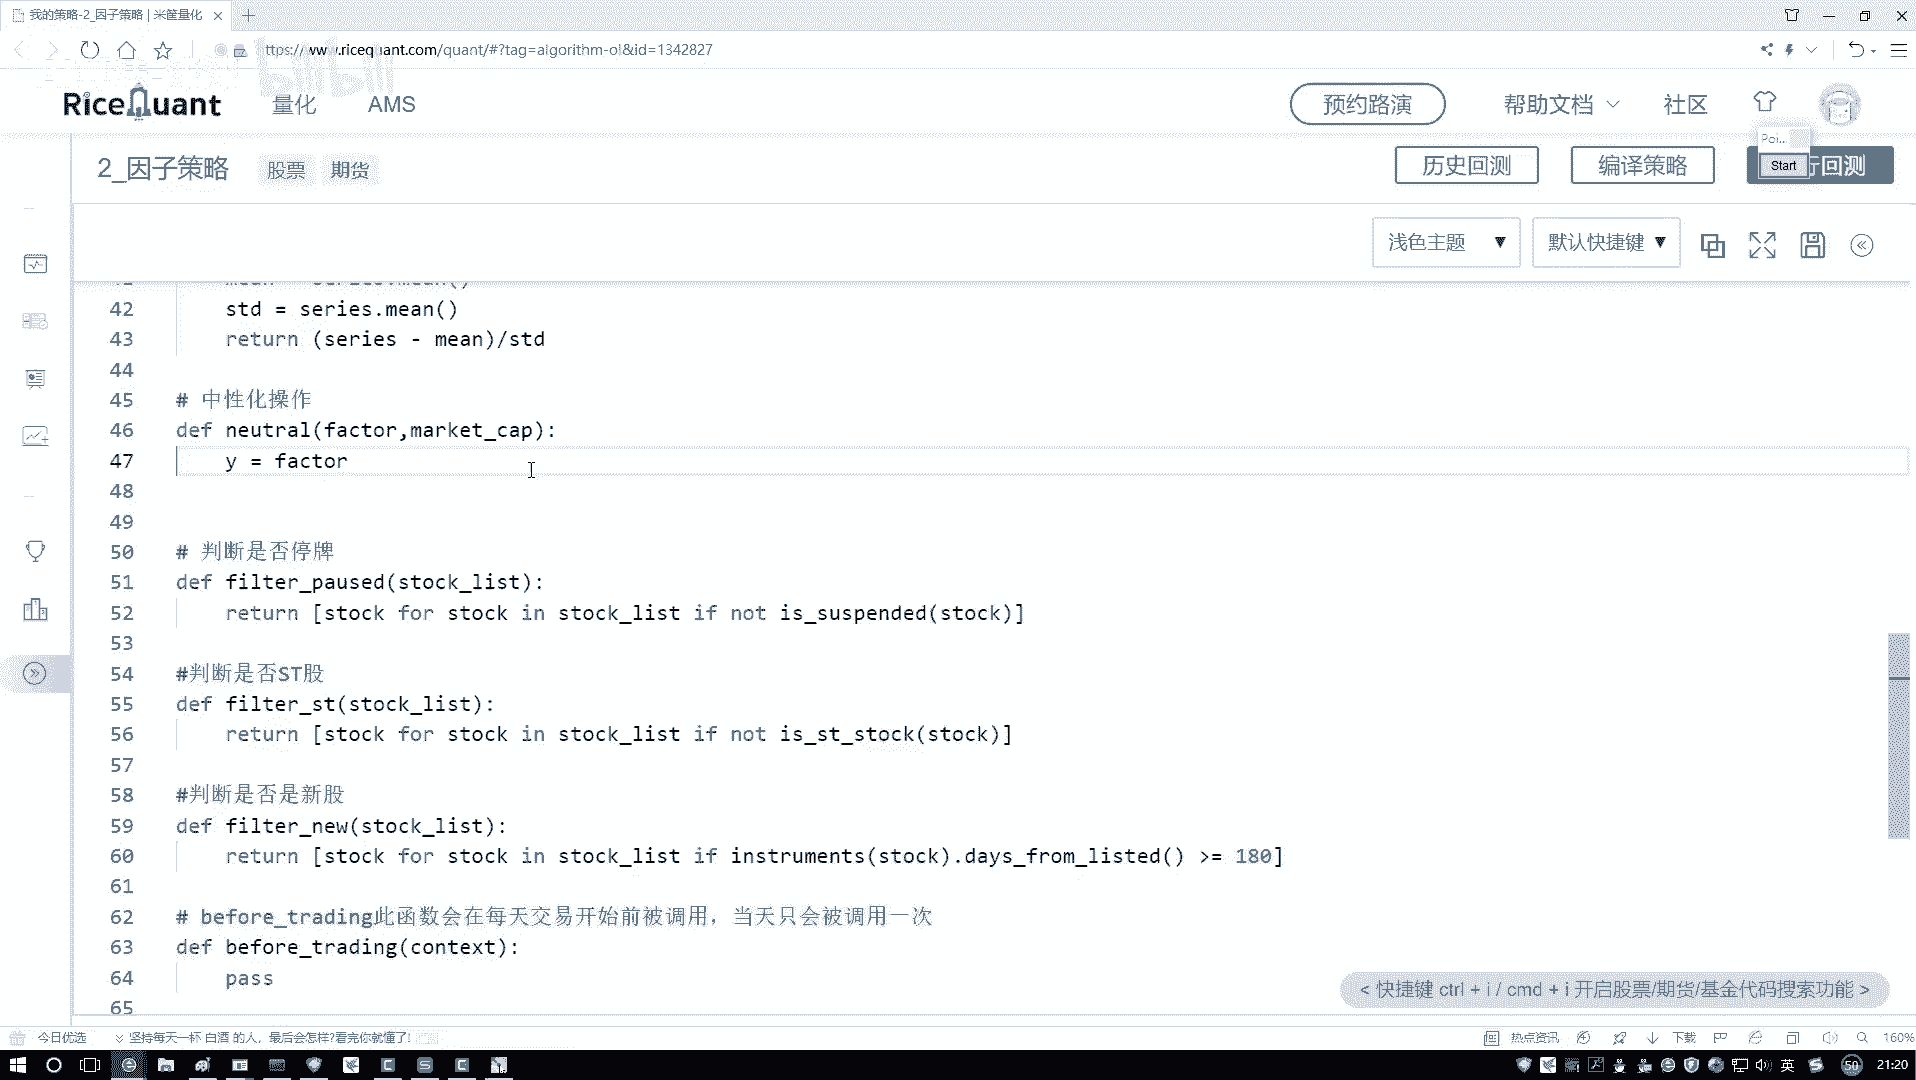 我的策略-2_因子策略 | 米筐量化
ttps://www.ricequant.com/quant/#?tag=algorithm-ol&id=1342827
bilibili
RiceQuant 量化 AMS 预约路演 帮助文档 社区
Poi...
2_因子策略 股票 期货 历史回测 编译策略 Start 行回测
浅色主题 默认快捷键
42 std = series.mean()
43 return (series - mean)/std
44
45 # 中性化操作
46 def neutral(factor,market_cap):
47 y = factor
48
49
50 # 判断是否停牌
51 def filter_paused(stock_list):
52 return [stock for stock in stock_list if not is_suspended(stock)]
53
54 #判断是否ST股
55 def filter_st(stock_list):
56 return [stock for stock in stock_list if not is_st_stock(stock)]
57
58 #判断是否是新股
59 def filter_new(stock_list):
60 return [stock for stock in stock_list if instruments(stock).days_from_listed() >= 180]
61
62 # before_trading此函数会在每天交易开始前被调用，当天只会被调用一次
63 def before_trading(context):
64 pass
65
< 快捷键 ctrl + i / cmd + i 开启股票/期货/基金代码搜索功能 >
今日优选 坚持每天一杯 白酒 的人，最后会怎样?看完你就懂了! 热点资讯 下载 160%
英 50 21:20